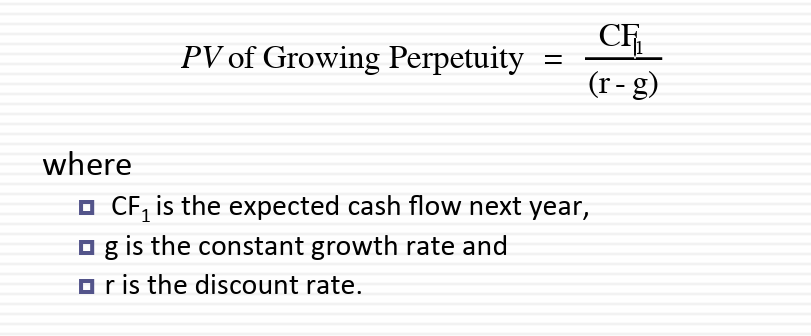 PV of Growing Perpetuity = CF₁ / (r - g)
where
CF₁ is the expected cash flow next year,
g is the constant growth rate and
r is the discount rate.